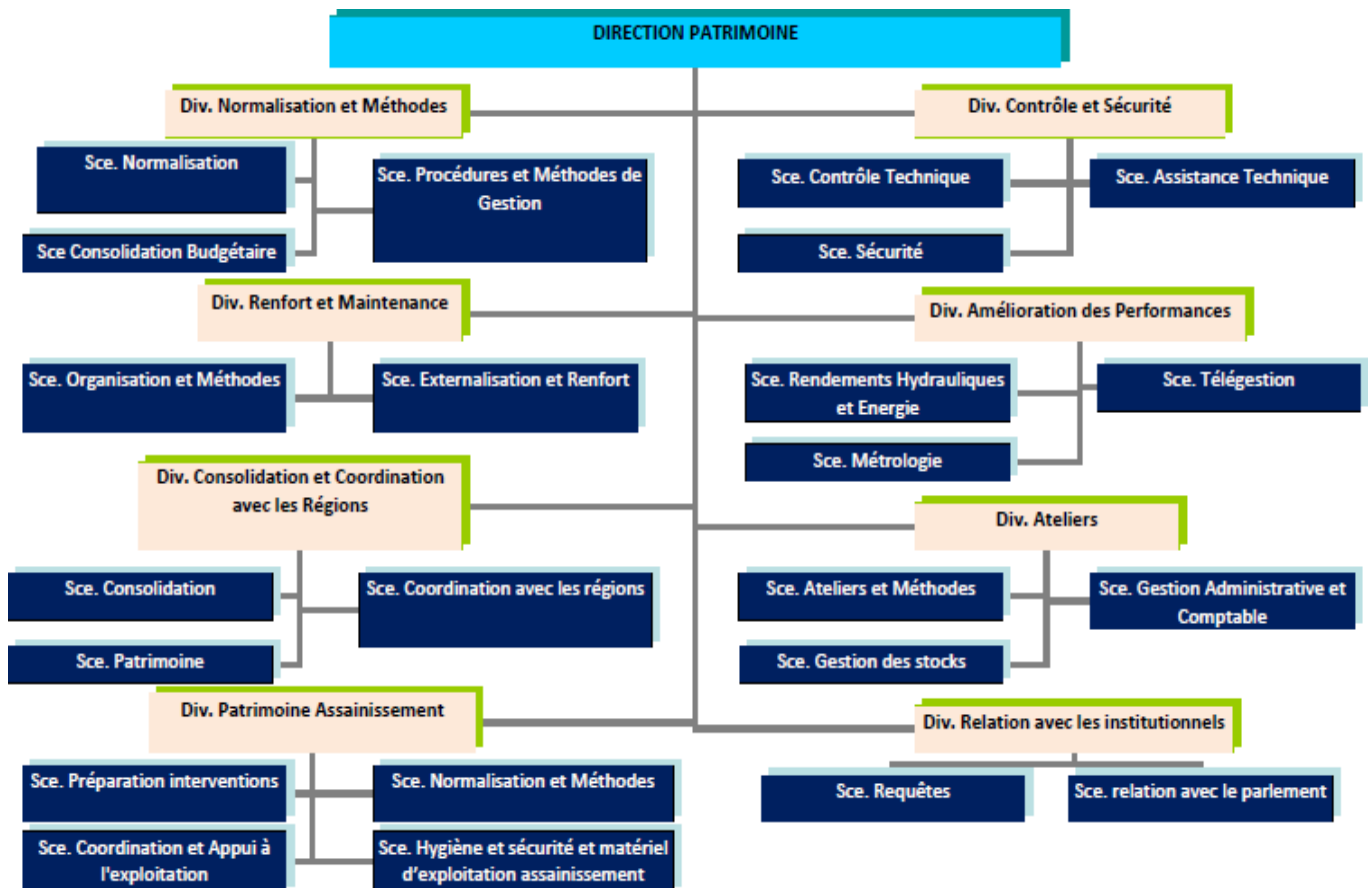 DIRECTION PATRIMOINE
Div. Normalisation et Méthodes
Sce. Normalisation
Sce. Procédures et Méthodes de
Gestion
Sce Consolidation Budgétaire
Div. Contrôle et Sécurité
Sce. Contrôle Technique
Sce. Assistance Technique
Sce. Sécurité
Div. Renfort et Maintenance
Sce. Organisation et Méthodes
Sce. Externalisation et Renfort
Div. Amélioration des Performances
Sce. Rendements Hydrauliques
et Energie
Sce. Télégestion
Sce. Métrologie
Div. Consolidation et Coordination
avec les Régions
Sce. Consolidation
Sce. Coordination avec les régions
Sce. Patrimoine
Div. Ateliers
Sce. Ateliers et Méthodes
Sce. Gestion Administrative et
Comptable
Sce. Gestion des stocks
Div. Patrimoine Assainissement
Sce. Préparation interventions
Sce. Normalisation et Méthodes
Sce. Coordination et Appui à
l'exploitation
Sce. Hygiène et sécurité et matériel
d'exploitation assainissement
Div. Relation avec les institutionnels
Sce. Requêtes
Sce. relation avec le parlement